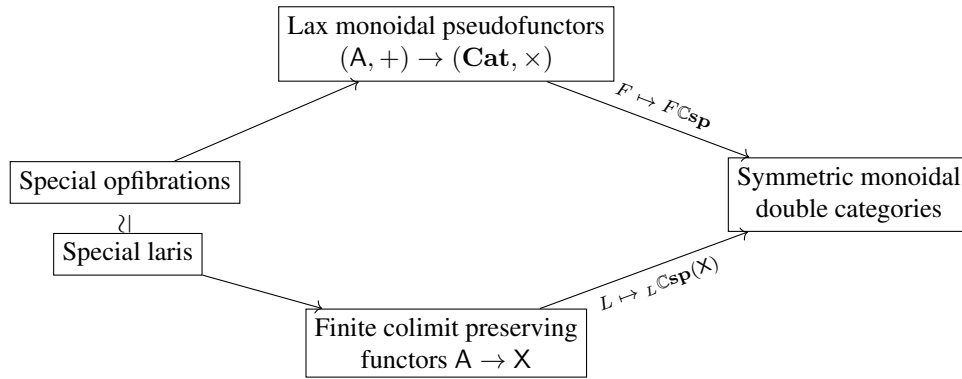 Lax monoidal pseudofunctors
(A, +) → (Cat, ×)
F ↦ Fℂsp
Special opfibrations
≃
Special laris
Symmetric monoidal
double categories
L ↦ Lℂsp(X)
Finite colimit preserving
functors A → X